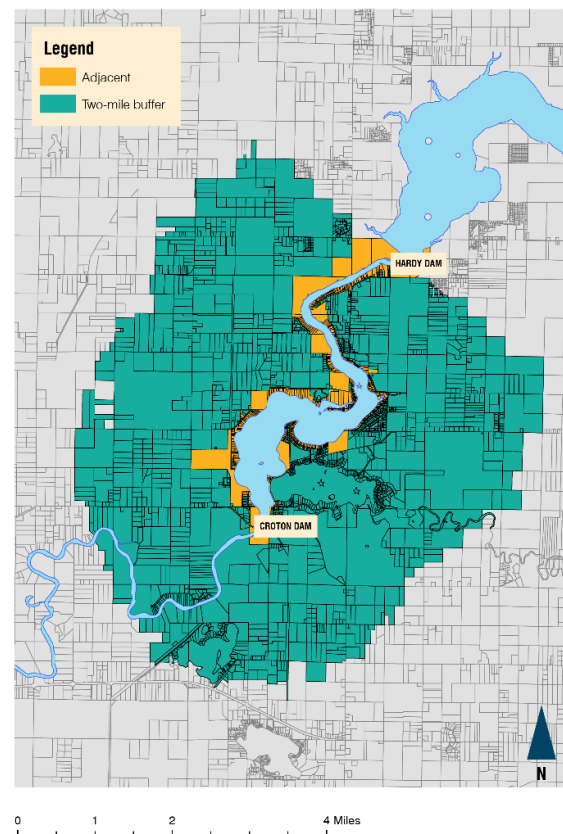 Legend
Adjacent
Two-mile buffer
HARDY DAM
CROTON DAM
N
0 1 2 4 Miles